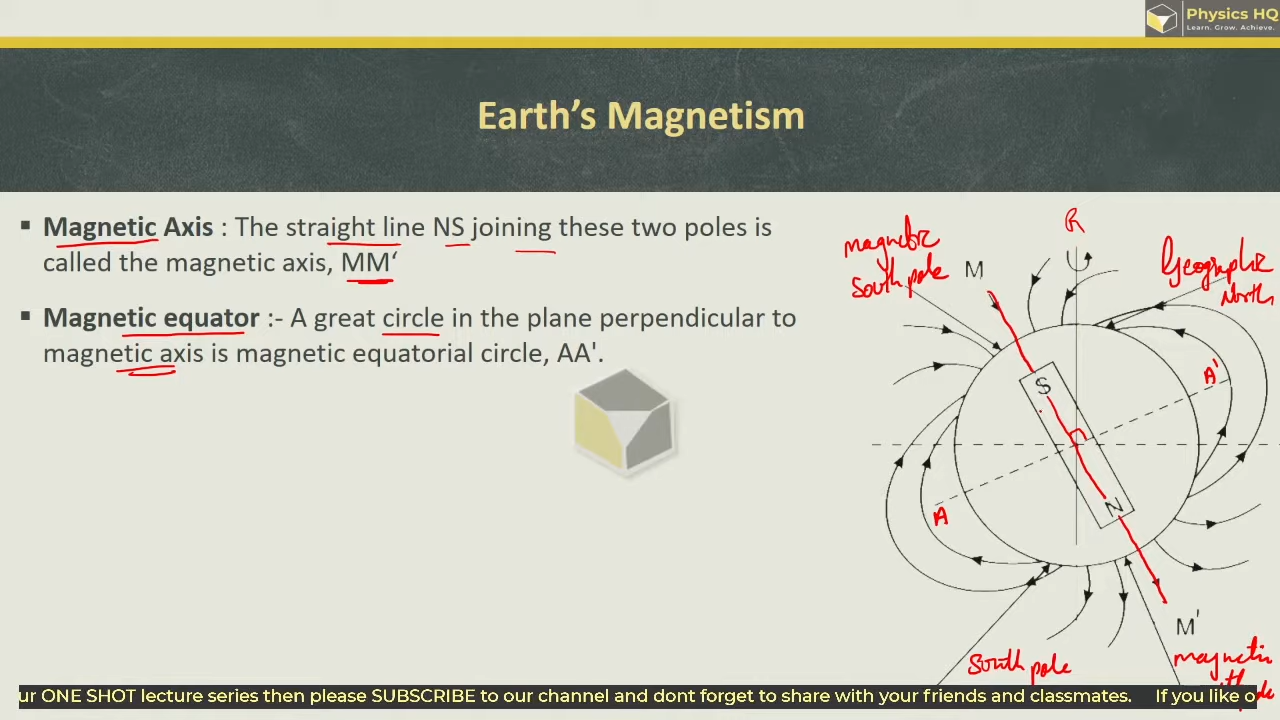 Physics HQ
Learn. Grow. Achieve.
Earth's Magnetism
▪ Magnetic Axis : The straight line NS joining these two poles is
called the magnetic axis, MM‘
▪ Magnetic equator :- A great circle in the plane perpendicular to
magnetic axis is magnetic equatorial circle, AA'.
R
magnetic
South pole
M
Geographic
North
S
A'
N
A
M'
South pole
magnetic
ur ONE SHOT lecture series then please SUBSCRIBE to our channel and dont forget to share with your friends and classmates. If you like o